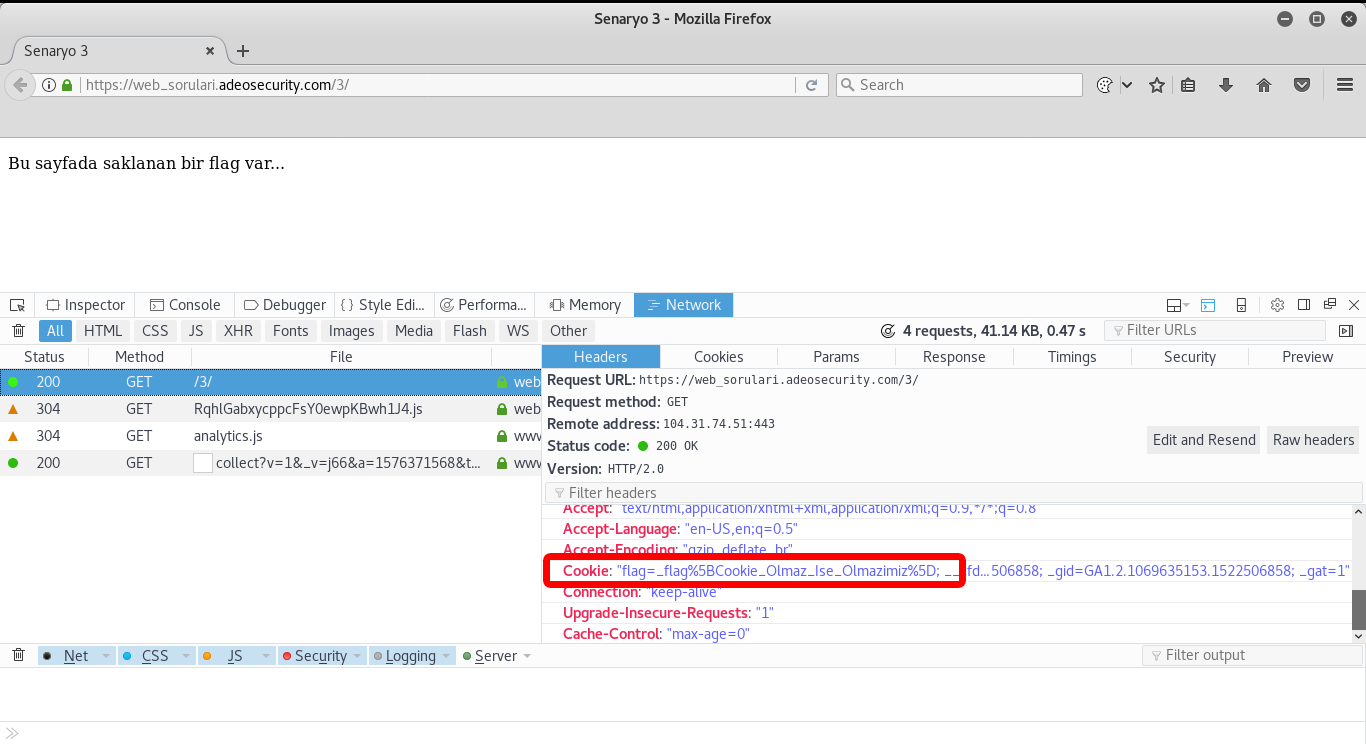 Senaryo 3 - Mozilla Firefox
Senaryo 3
https://web_sorulari.adeosecurity.com/3/ Search
Bu sayfada saklanan bir flag var...
Inspector Console Debugger { } Style Edi... Performa... Memory Network
All HTML CSS JS XHR Fonts Images Media Flash WS Other 4 requests, 41.14 KB, 0.47 s Filter URLs
Status Method File Headers Cookies Params Response Timings Security Preview
200 GET /3/ web
304 GET RqhlGabxycppcFsY0ewpKBwh1J4.js web
304 GET analytics.js www
200 GET collect?v=1&_v=j66&a=1576371568&t... www
Request URL: https://web_sorulari.adeosecurity.com/3/
Request method: GET
Remote address: 104.31.74.51:443
Status code: 200 OK
Edit and Resend Raw headers
Version: HTTP/2.0
Filter headers
Accept: "text/html,application/xhtml+xml,application/xml;q=0.9,*/*;q=0.8"
Accept-Language: "en-US,en;q=0.5"
Accept-Encoding: "gzip, deflate, br"
Cookie: "flag=_flag%5BCookie_Olmaz_Ise_Olmazimiz%5D; fd...506858; _gid=GA1.2.1069635153.1522506858; _gat=1"
Connection: "keep-alive"
Upgrade-Insecure-Requests: "1"
Cache-Control: "max-age=0"
Net CSS JS Security Logging Server Filter output